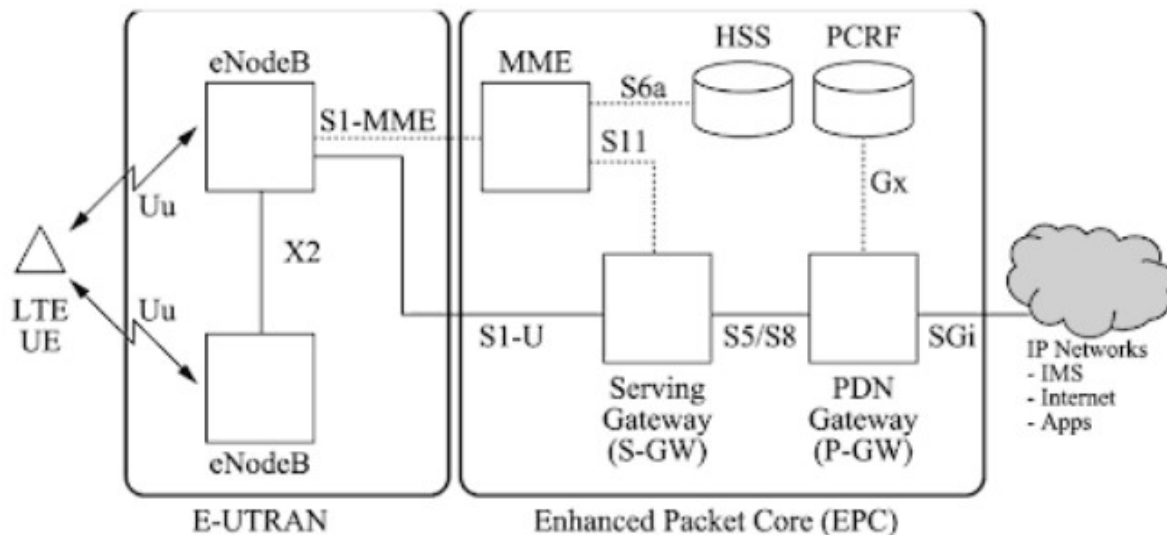 HSS
PCRF
eNodeB
MME
S6a
S1-MME
S11
Uu
Gx
X2
LTE
UE
Uu
S1-U
S5/S8
SGi
IP Networks
- IMS
- Internet
- Apps
Serving
Gateway
(S-GW)
PDN
Gateway
(P-GW)
eNodeB
E-UTRAN
Enhanced Packet Core (EPC)